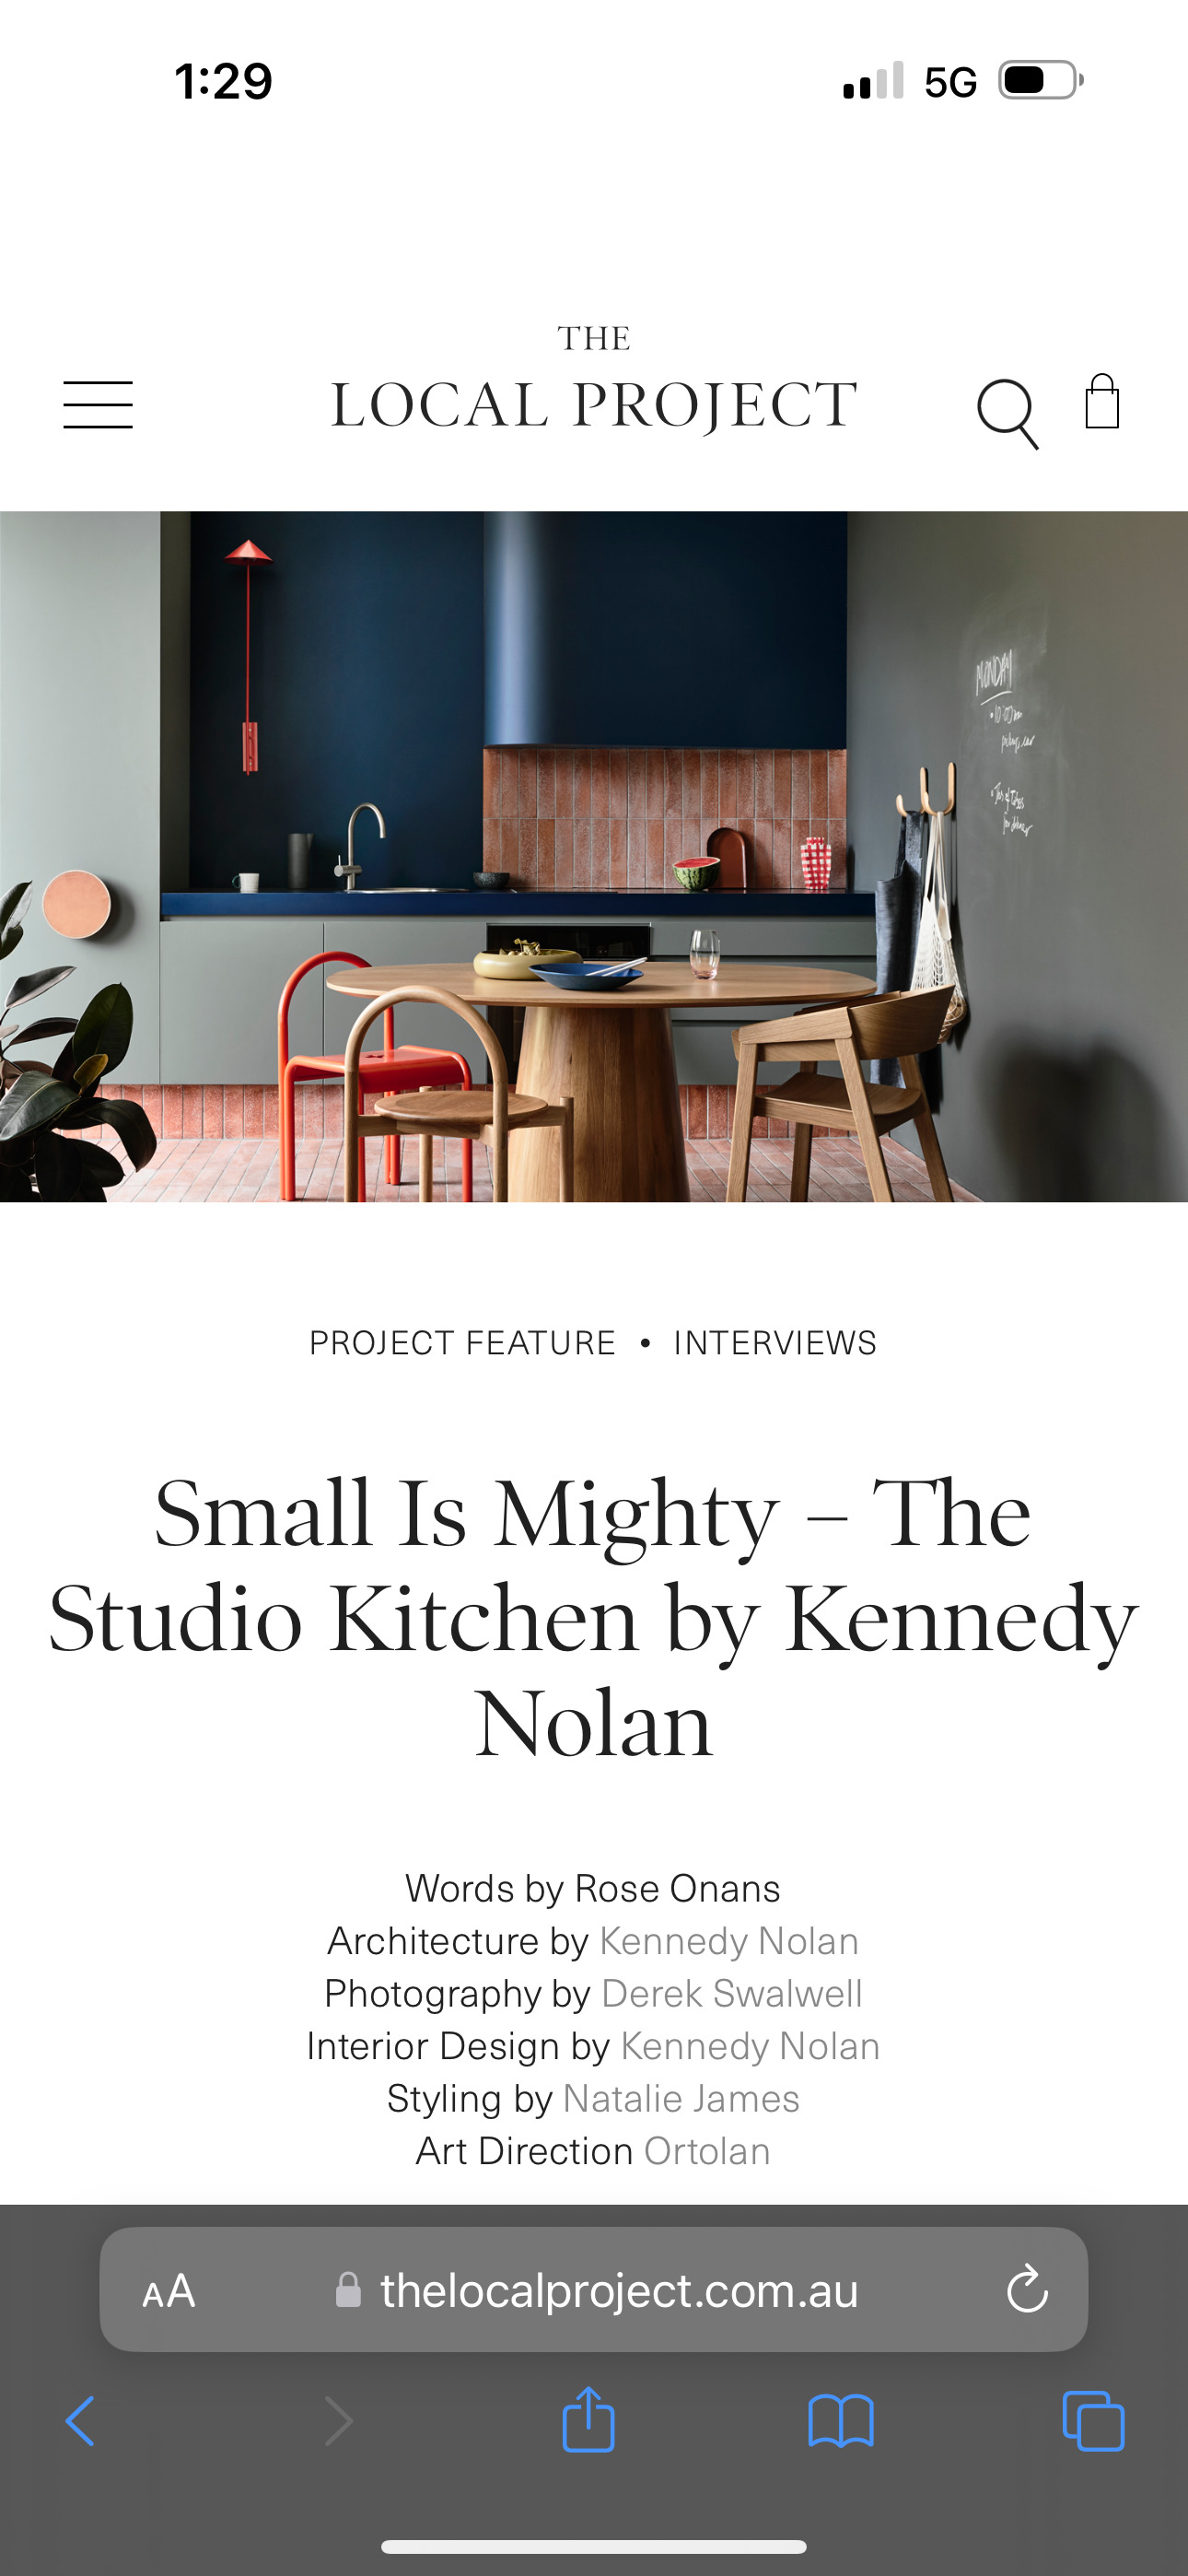 1:29
5G
THE
LOCAL PROJECT
MONDAY
PROJECT FEATURE • INTERVIEWS
Small Is Mighty – The
Studio Kitchen by Kennedy
Nolan
Words by Rose Onans
Architecture by Kennedy Nolan
Photography by Derek Swalwell
Interior Design by Kennedy Nolan
Styling by Natalie James
Art Direction Ortolan
AA
thelocalproject.com.au